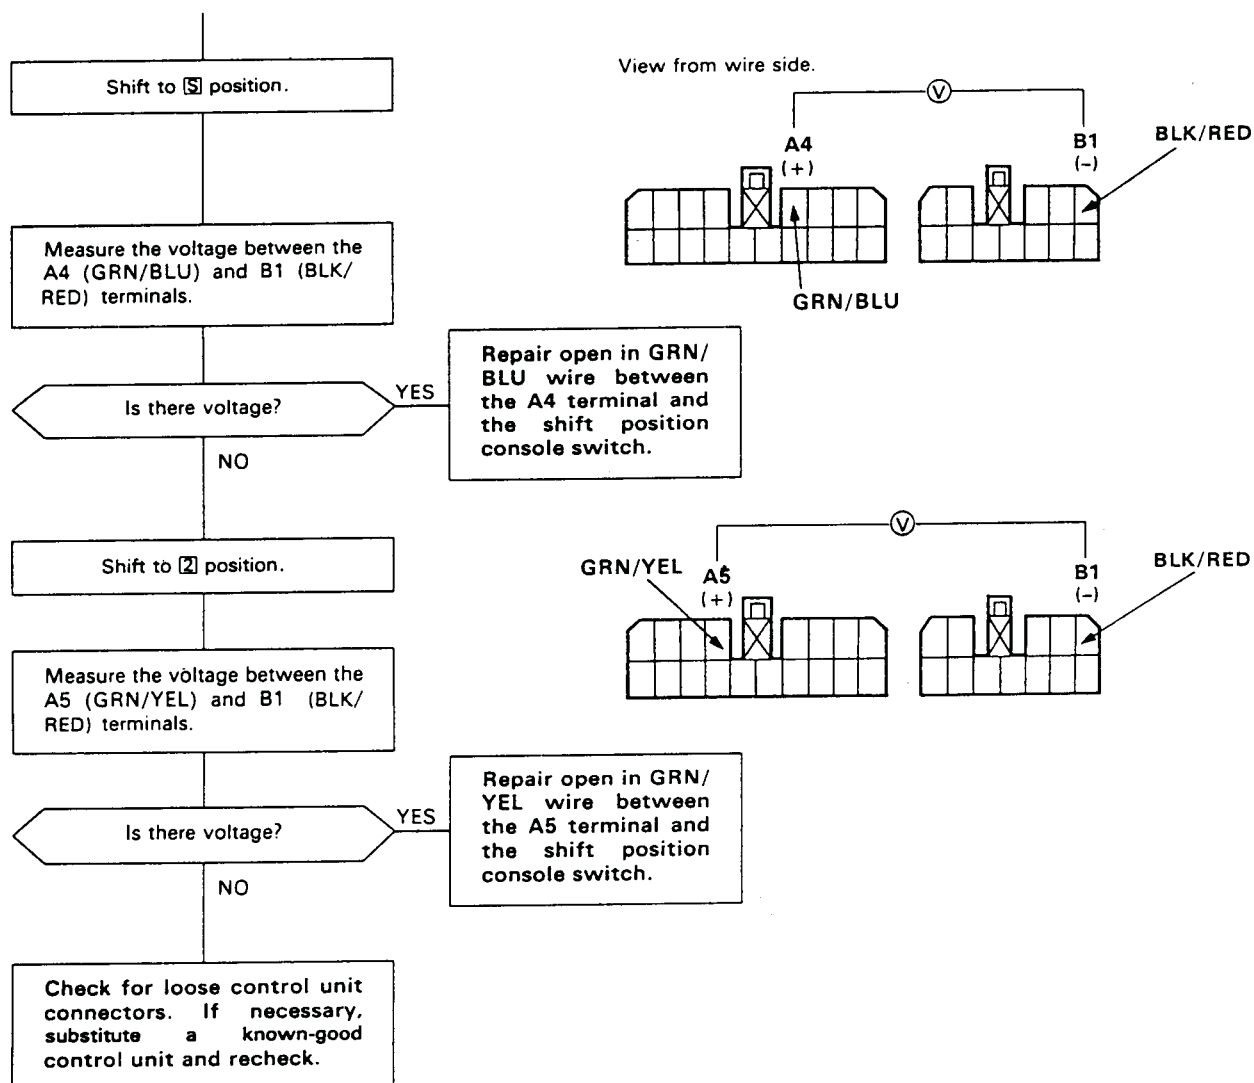 Shift to S position.
View from wire side.
V
A4
(+)
B1
(–)
BLK/RED
GRN/BLU
Measure the voltage between the
A4 (GRN/BLU) and B1 (BLK/
RED) terminals.
Is there voltage?
YES
Repair open in GRN/
BLU wire between
the A4 terminal and
the shift position
console switch.
NO
Shift to 2 position.
V
GRN/YEL
A5
(+)
B1
(–)
BLK/RED
Measure the voltage between the
A5 (GRN/YEL) and B1 (BLK/
RED) terminals.
Is there voltage?
YES
Repair open in GRN/
YEL wire between
the A5 terminal and
the shift position
console switch.
NO
Check for loose control unit
connectors. If necessary,
substitute a known-good
control unit and recheck.